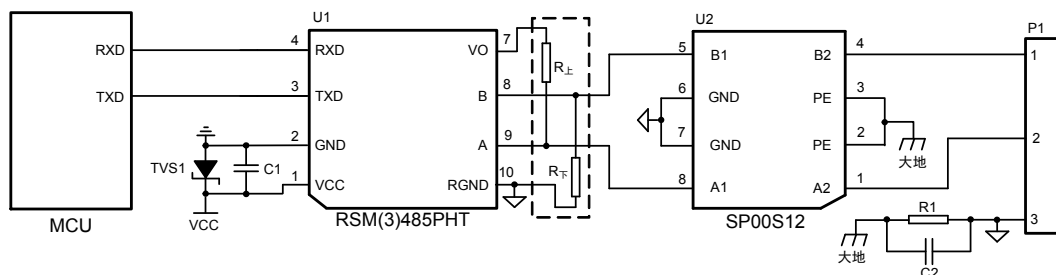 U1
U2
P1
RXD
4
RXD
VO
7
R上
5
B1
B2
4
1
TXD
3
TXD
B
8
6
GND
PE
3
2
GND
A
9
7
GND
PE
2
大地
2
TVS1
C1
1
VCC
RGND
10
R下
8
A1
A2
1
VCC
MCU
RSM(3)485PHT
SP00S12
R1
3
大地
C2